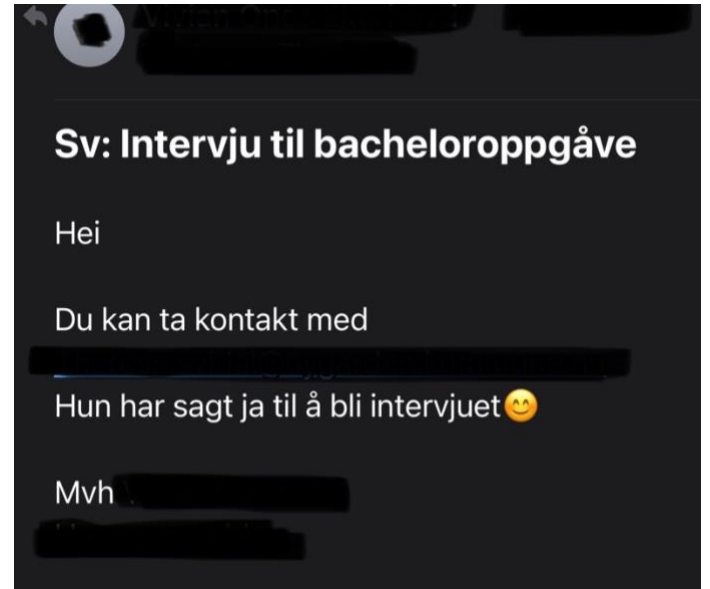 Sv: Intervju til bacheloroppgåve
Hei
Du kan ta kontakt med
Hun har sagt ja til å bli intervjuet😊
Mvh